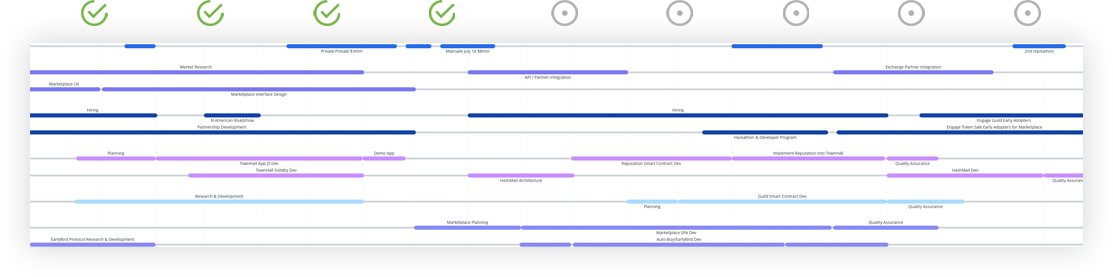 Private Presale $3mm
Mainsale July 16 $6mm
2nd Hackathon
Market Research
API / Partner Integration
Exchange Partner Integration
Marketplace UX
Marketplace Interface Design
Hiring
N American Roadshow
Hiring
Engage Guild Early Adopters
Partnership Development
Hackathon & Developer Program
Engage Token Sale Early Adopters for Marketplace
Planning
TownHall App JS Dev
Demo App
Reputation Smart Contract Dev
Implement Reputation Into TownHall
Quality Assurance
TownHall Solidity Dev
HashMall Architecture
HashMall Dev
Quality Assuran
Research & Development
Planning
Guild Smart Contract Dev
Quality Assurance
Marketplace Planning
Marketplace SPA Dev
Quality Assurance
EarlyBird Protocol Research & Development
Auto-Buy/EarlyBird Dev